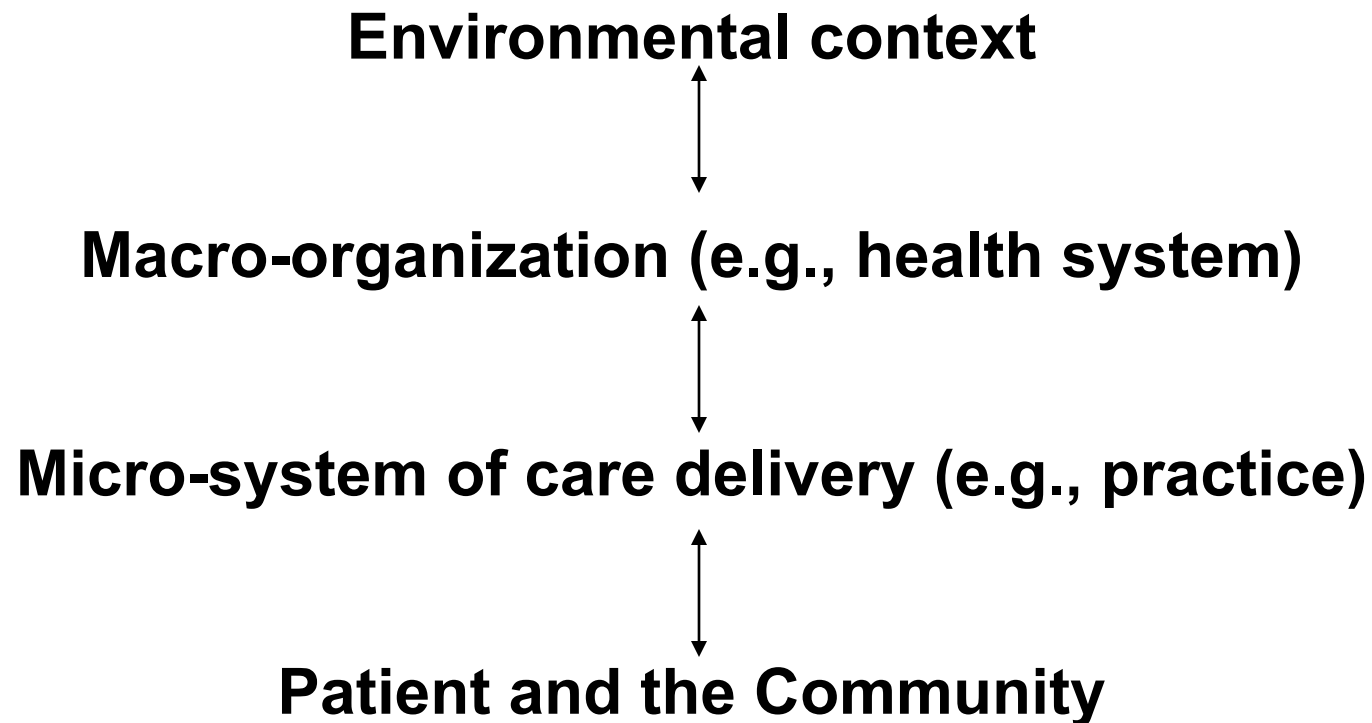 Environmental context
Macro-organization (e.g., health system)
Micro-system of care delivery (e.g., practice)
Patient and the Community